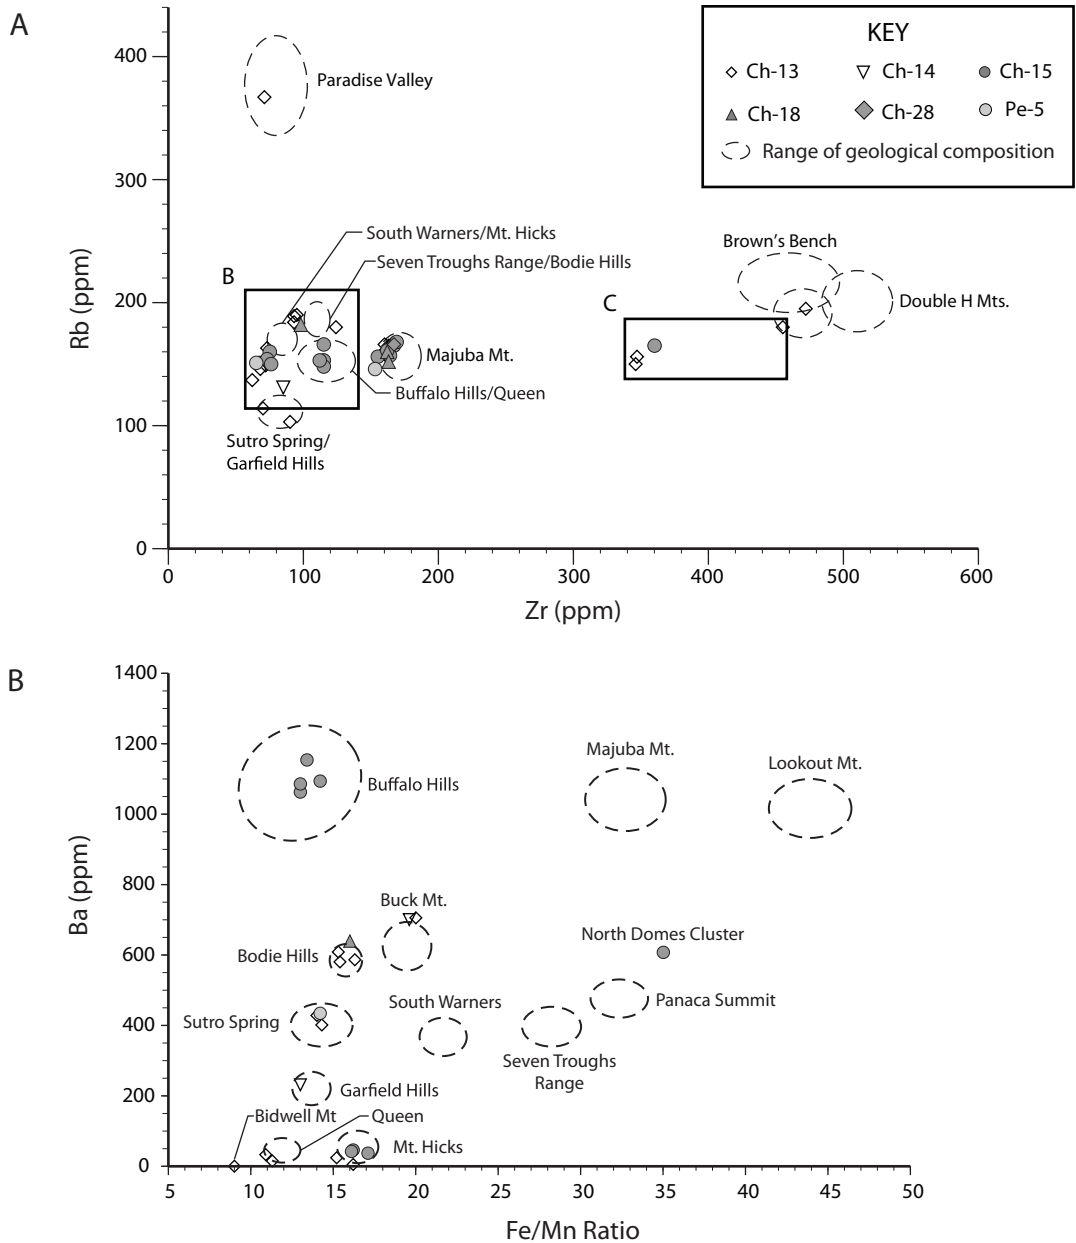 A
KEY
Ch-13
Ch-14
Ch-15
Ch-18
Ch-28
Pe-5
Range of geological composition
Rb (ppm)
400
300
200
100
0
Paradise Valley
South Warners/Mt. Hicks
Seven Troughs Range/Bodie Hills
B
Majuba Mt.
Buffalo Hills/Queen
Sutro Spring/
Garfield Hills
Brown's Bench
C
Double H Mts.
0
100
200
300
400
500
600
Zr (ppm)
B
Ba (ppm)
1400
1200
1000
800
600
400
200
0
Buffalo Hills
Majuba Mt.
Lookout Mt.
Buck Mt.
Bodie Hills
North Domes Cluster
South Warners
Panaca Summit
Sutro Spring
Seven Troughs
Range
Garfield Hills
Bidwell Mt
Queen
Mt. Hicks
5
10
15
20
25
30
35
40
45
50
Fe/Mn Ratio